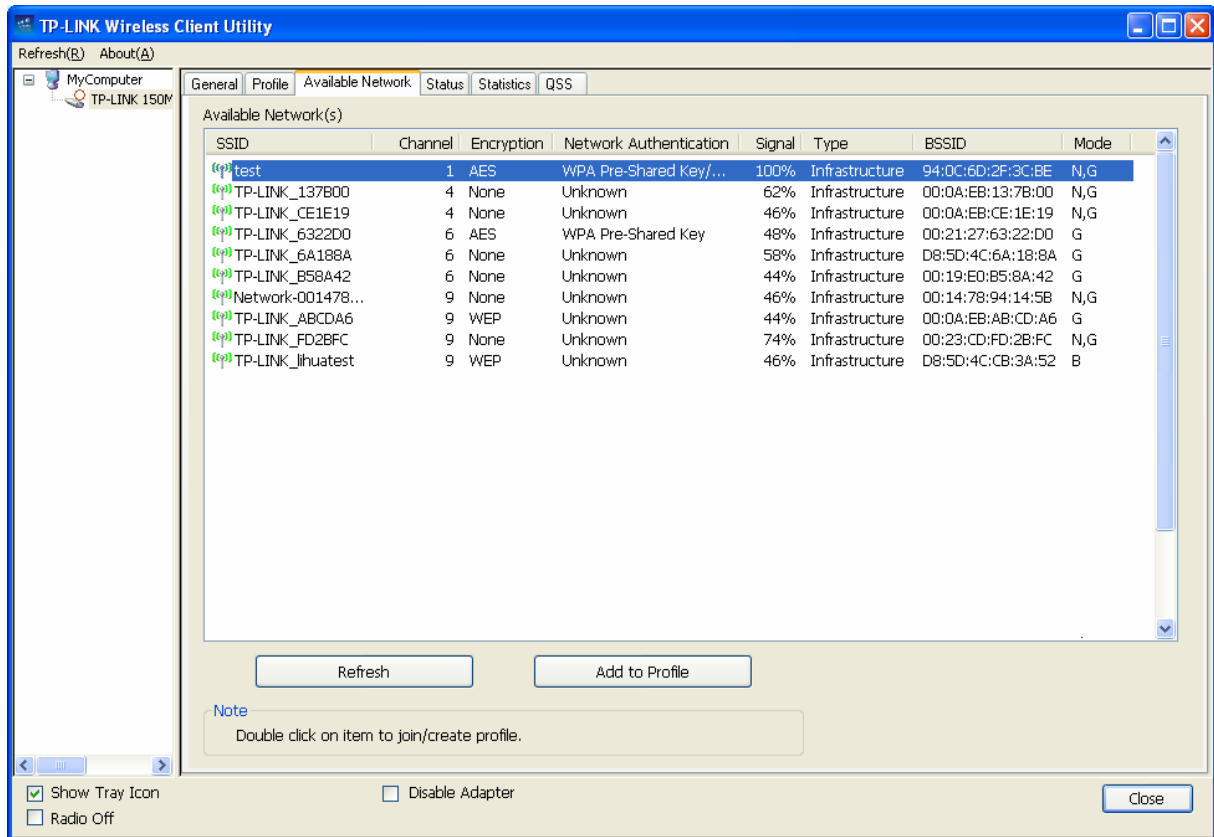 TP-LINK Wireless Client Utility
Refresh(R) About(A)
MyComputer
TP-LINK 150M
General Profile Available Network Status Statistics QSS
Available Network(s)
SSID Channel Encryption Network Authentication Signal Type BSSID Mode
test 1 AES WPA Pre-Shared Key/... 100% Infrastructure 94:0C:6D:2F:3C:BE N,G
TP-LINK_137B00 4 None Unknown 62% Infrastructure 00:0A:EB:13:7B:00 N,G
TP-LINK_CE1E19 4 None Unknown 46% Infrastructure 00:0A:EB:CE:1E:19 N,G
TP-LINK_6322D0 6 AES WPA Pre-Shared Key 48% Infrastructure 00:21:27:63:22:D0 G
TP-LINK_6A188A 6 None Unknown 58% Infrastructure D8:5D:4C:6A:18:8A G
TP-LINK_B58A42 6 None Unknown 44% Infrastructure 00:19:E0:B5:8A:42 G
Network-001478... 9 None Unknown 46% Infrastructure 00:14:78:94:14:5B N,G
TP-LINK_ABCDA6 9 WEP Unknown 44% Infrastructure 00:0A:EB:AB:CD:A6 G
TP-LINK_FD2BFC 9 None Unknown 74% Infrastructure 00:23:CD:FD:2B:FC N,G
TP-LINK_lihuatest 9 WEP Unknown 46% Infrastructure D8:5D:4C:CB:3A:52 B
Refresh Add to Profile
Note
Double click on item to join/create profile.
Show Tray Icon Disable Adapter
Radio Off
Close